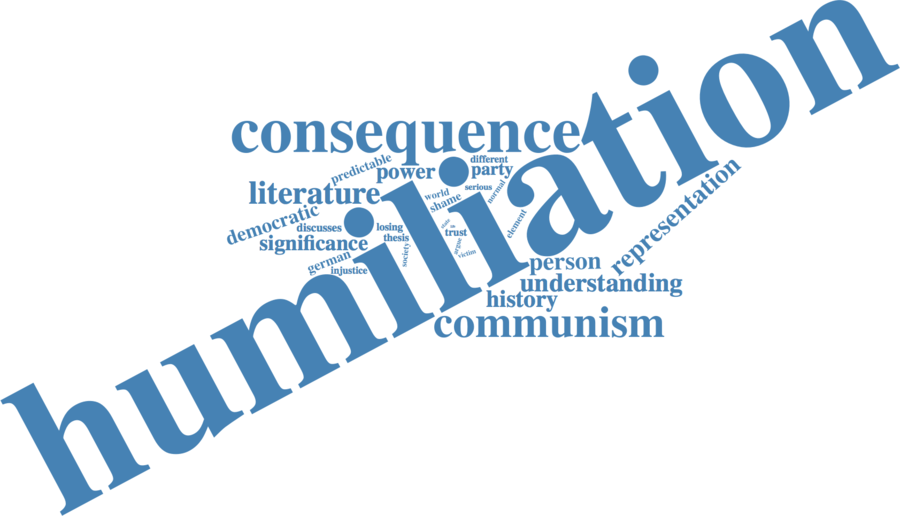 humiliation
consequence
predictable
power
different
party
serious
literature
world
shame
normal
democratic
discusses
losing
state
trust
element
representation
significance
thesis
society
argue
victim
german
injustice
person
understanding
history
communism